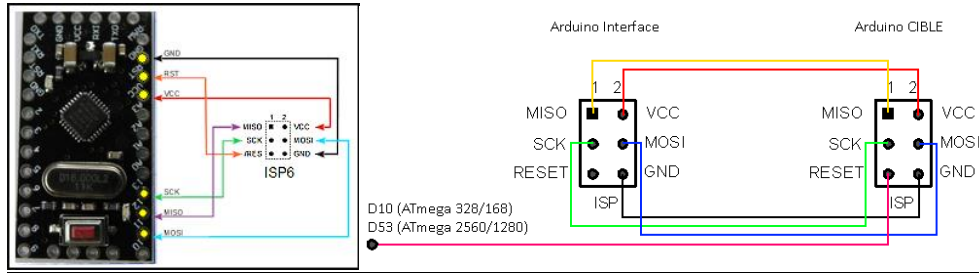 GND
RST
VCC
1 2
MISO VCC
SCK MOSI
/RES GND
ISP6
SCK
MISO
MOSI
Arduino Interface
Arduino CIBLE
1 2
MISO VCC
SCK MOSI
RESET GND
ISP
1 2
MISO VCC
SCK MOSI
RESET GND
ISP
D10 (ATmega 328/168)
D53 (ATmega 2560/1280)